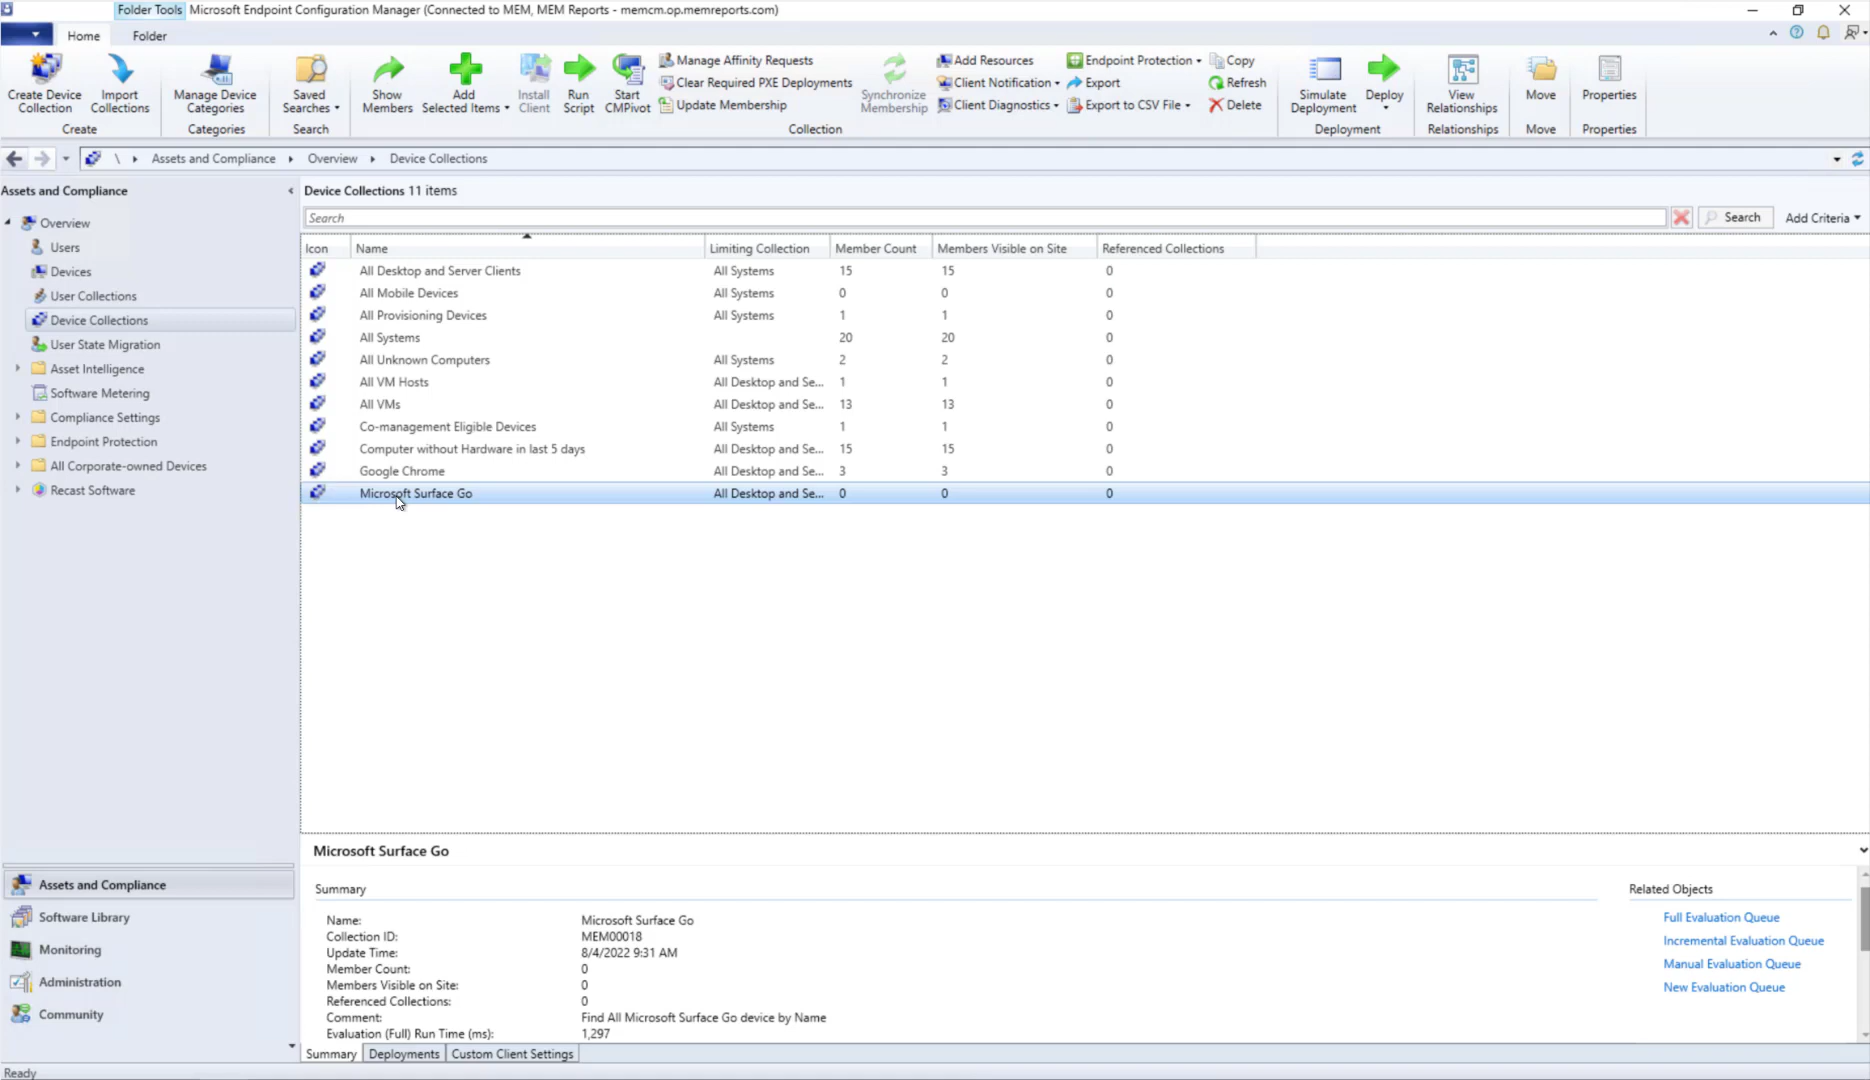 Folder Tools Microsoft Endpoint Configuration Manager (Connected to MEM, MEM Reports - memcm.op.memreports.com)
Home Folder
Create Device Collection
Import Collections
Create
Manage Device Categories
Categories
Saved Searches
Search
Show Members
Add Selected Items
Install Client
Run Script
Start CMPivot
Manage Affinity Requests
Clear Required PXE Deployments
Update Membership
Synchronize Membership
Add Resources
Client Notification
Client Diagnostics
Endpoint Protection
Export
Export to CSV File
Copy
Refresh
Delete
Collection
Simulate Deployment
Deploy
Deployment
View Relationships
Relationships
Move
Move
Properties
Properties
\ Assets and Compliance Overview Device Collections
Assets and Compliance
Overview
Users
Devices
User Collections
Device Collections
User State Migration
Asset Intelligence
Software Metering
Compliance Settings
Endpoint Protection
All Corporate-owned Devices
Recast Software
Assets and Compliance
Software Library
Monitoring
Administration
Community
Device Collections 11 items
Search Search Add Criteria
Icon Name Limiting Collection Member Count Members Visible on Site Referenced Collections
All Desktop and Server Clients All Systems 15 15 0
All Mobile Devices All Systems 0 0 0
All Provisioning Devices All Systems 1 1 0
All Systems 20 20 0
All Unknown Computers All Systems 2 2 0
All VM Hosts All Desktop and Se... 1 1 0
All VMs All Desktop and Se... 13 13 0
Co-management Eligible Devices All Systems 1 1 0
Computer without Hardware in last 5 days All Desktop and Se... 15 15 0
Google Chrome All Desktop and Se... 3 3 0
Microsoft Surface Go All Desktop and Se... 0 0 0
Microsoft Surface Go
Summary
Name: Microsoft Surface Go
Collection ID: MEM00018
Update Time: 8/4/2022 9:31 AM
Member Count: 0
Members Visible on Site: 0
Referenced Collections: 0
Comment: Find All Microsoft Surface Go device by Name
Evaluation (Full) Run Time (ms): 1,297
Related Objects
Full Evaluation Queue
Incremental Evaluation Queue
Manual Evaluation Queue
New Evaluation Queue
Summary Deployments Custom Client Settings
Ready